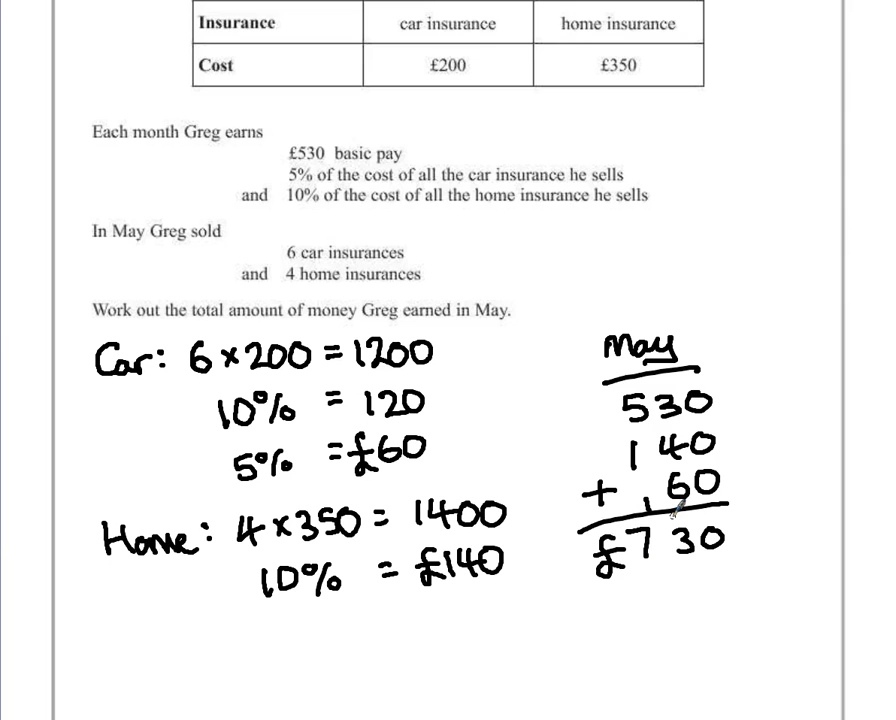 Insurance car insurance home insurance
Cost £200 £350
Each month Greg earns
£530 basic pay
5% of the cost of all the car insurance he sells
and 10% of the cost of all the home insurance he sells
In May Greg sold
6 car insurances
and 4 home insurances
Work out the total amount of money Greg earned in May.
Car: 6 × 200 = 1200
10% = 120
5% = £60
Home: 4 × 350 = 1400
10% = £140
May
530
140
+ 160
£730